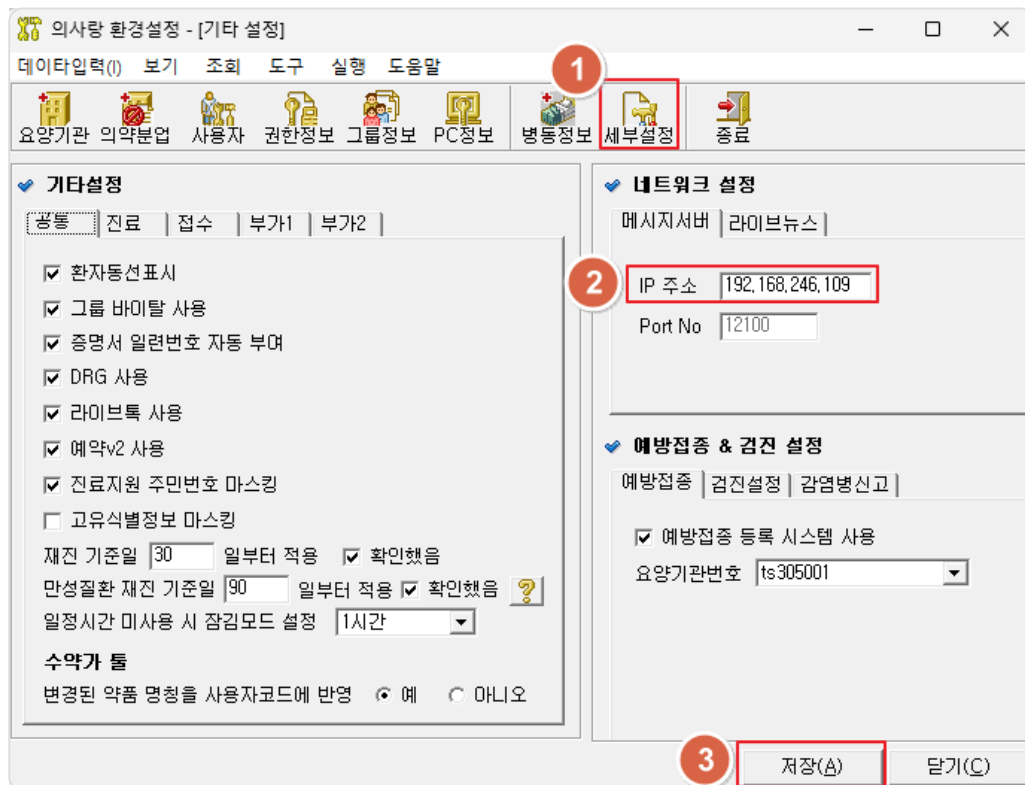 의사랑 환경설정 - [기타 설정]
데이타입력(I) 보기 조회 도구 실행 도움말
1
요양기관 의약분업 사용자 권한정보 그룹정보 PC정보 병동정보 세부설정 종료
기타설정
공통 진료 접수 부가1 부가2
환자동선표시
그룹 바이탈 사용
증명서 일련번호 자동 부여
DRG 사용
라이브톡 사용
예약v2 사용
진료지원 주민번호 마스킹
고유식별정보 마스킹
재진 기준일 30 일부터 적용 확인했음
만성질환 재진 기준일 90 일부터 적용 확인했음 ?
일정시간 미사용 시 잠김모드 설정 1시간
수약가 툴
변경된 약품 명칭을 사용자코드에 반영 예 아니오
네트워크 설정
메시지서버 라이브뉴스
2
IP 주소 192,168,246,109
Port No 12100
예방접종 & 검진 설정
예방접종 검진설정 감염병신고
예방접종 등록 시스템 사용
요양기관번호 ts305001
3
저장(A) 닫기(C)